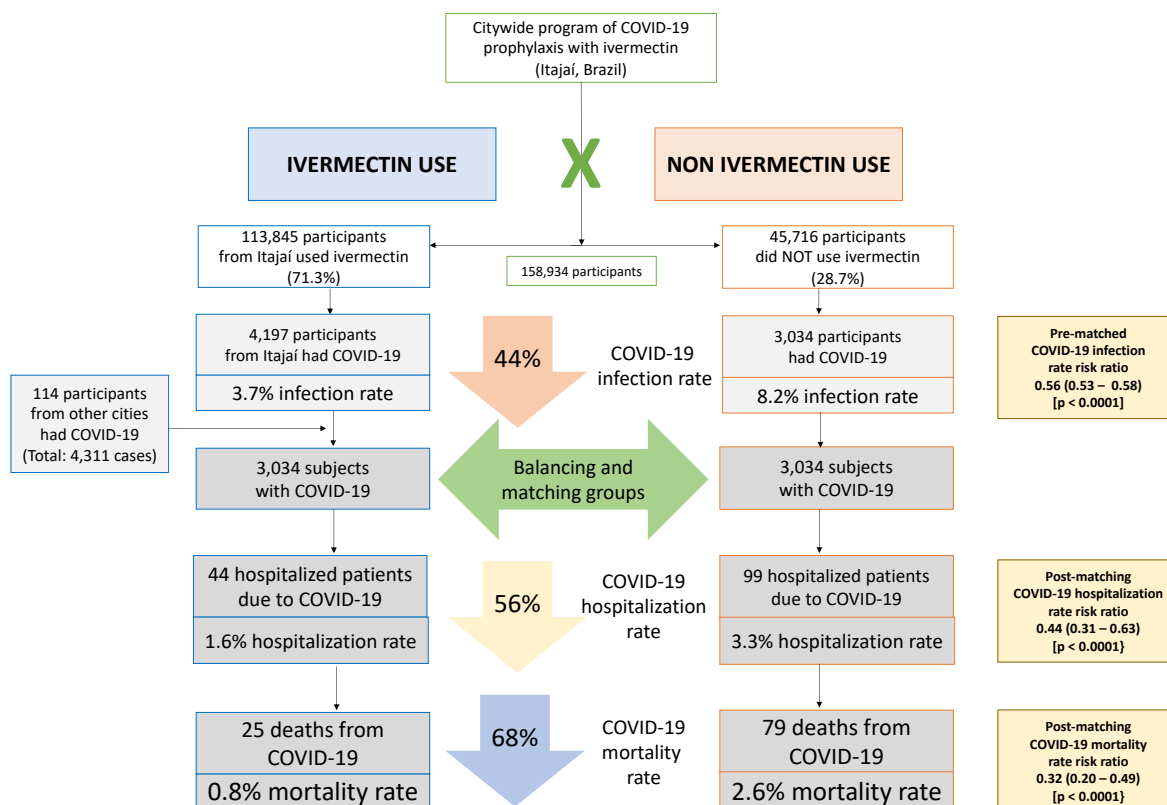 Citywide program of COVID-19
prophylaxis with ivermectin
(Itajaí, Brazil)
IVERMECTIN USE
X
NON IVERMECTIN USE
113,845 participants
from Itajaí used ivermectin
(71.3%)
158,934 participants
45,716 participants
did NOT use ivermectin
(28.7%)
4,197 participants
from Itajaí had COVID-19
3.7% infection rate
44%
COVID-19
infection rate
3,034 participants
had COVID-19
8.2% infection rate
Pre-matched
COVID-19 infection
rate risk ratio
0.56 (0.53 – 0.58)
[p < 0.0001]
114 participants
from other cities
had COVID-19
(Total: 4,311 cases)
3,034 subjects
with COVID-19
Balancing and
matching groups
3,034 subjects
with COVID-19
44 hospitalized patients
due to COVID-19
1.6% hospitalization rate
56%
COVID-19
hospitalization
rate
99 hospitalized patients
due to COVID-19
3.3% hospitalization rate
Post-matching
COVID-19 hospitalization
rate risk ratio
0.44 (0.31 – 0.63)
[p < 0.0001}
25 deaths from
COVID-19
0.8% mortality rate
68%
COVID-19
mortality
rate
79 deaths from
COVID-19
2.6% mortality rate
Post-matching
COVID-19 mortality
rate risk ratio
0.32 (0.20 – 0.49)
[p < 0.0001}